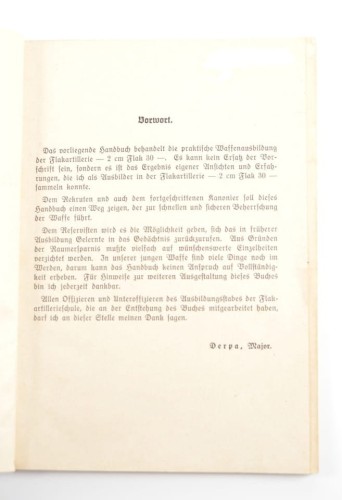 Vorwort.
Das vorliegende Handbuch behandelt die praktische Waffenausbildung
der Flakartillerie — 2 cm Flak 30 —. Es kann kein Ersatz der Vor-
schrift sein, sondern es ist das Ergebnis eigener Ansichten und Erfah-
rungen, die ich als Ausbilder in der Flakartillerie — 2 cm Flak 30 —
sammeln konnte.
Dem Rekruten und auch dem fortgeschrittenen Kanonier soll dieses
Handbuch einen Weg zeigen, der zur schnellen und sicheren Beherrschung
der Waffe führt.
Dem Reservisten wird es die Möglichkeit geben, sich das in früherer
Ausbildung Gelernte in das Gedächtnis zurückzurufen. Aus Gründen
der Raumersparnis mußte vielfach auf wünschenswerte Einzelheiten
verzichtet werden. In unserer jungen Waffe sind viele Dinge noch im
Werden, darum kann das Handbuch keinen Anspruch auf Vollständig-
keit erheben. Für Hinweise zur weiteren Ausgestaltung dieses Buches
bin ich jederzeit dankbar.
Allen Offizieren und Unteroffizieren des Ausbildungsstabes der Flak-
artillerieschule, die an der Entstehung des Buches mitgearbeitet haben,
darf ich an dieser Stelle meinen Dank sagen.
Derpa, Major.